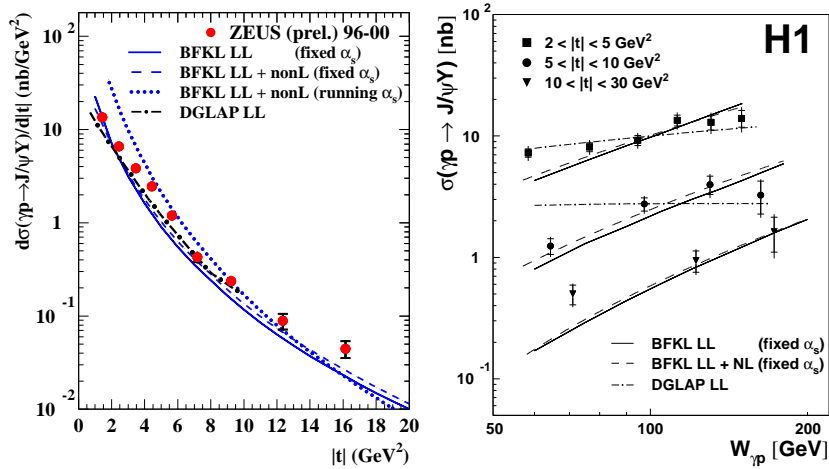 dσ(γp→J/ψY)/d|t| (nb/GeV²)
10²
10
1
10⁻¹
10⁻²
ZEUS (prel.) 96-00
BFKL LL (fixed αₛ)
BFKL LL + nonL (fixed αₛ)
BFKL LL + nonL (running αₛ)
DGLAP LL
0 2 4 6 8 10 12 14 16 18 20
|t| (GeV²)
σ(γp → J/ψY) [nb]
10²
10
1
10⁻¹
H1
2 < |t| < 5 GeV²
5 <|t| < 10 GeV²
10 < |t| < 30 GeV²
BFKL LL (fixed αₛ)
BFKL LL + NL (fixed αₛ)
DGLAP LL
50 100 200
W_γp [GeV]